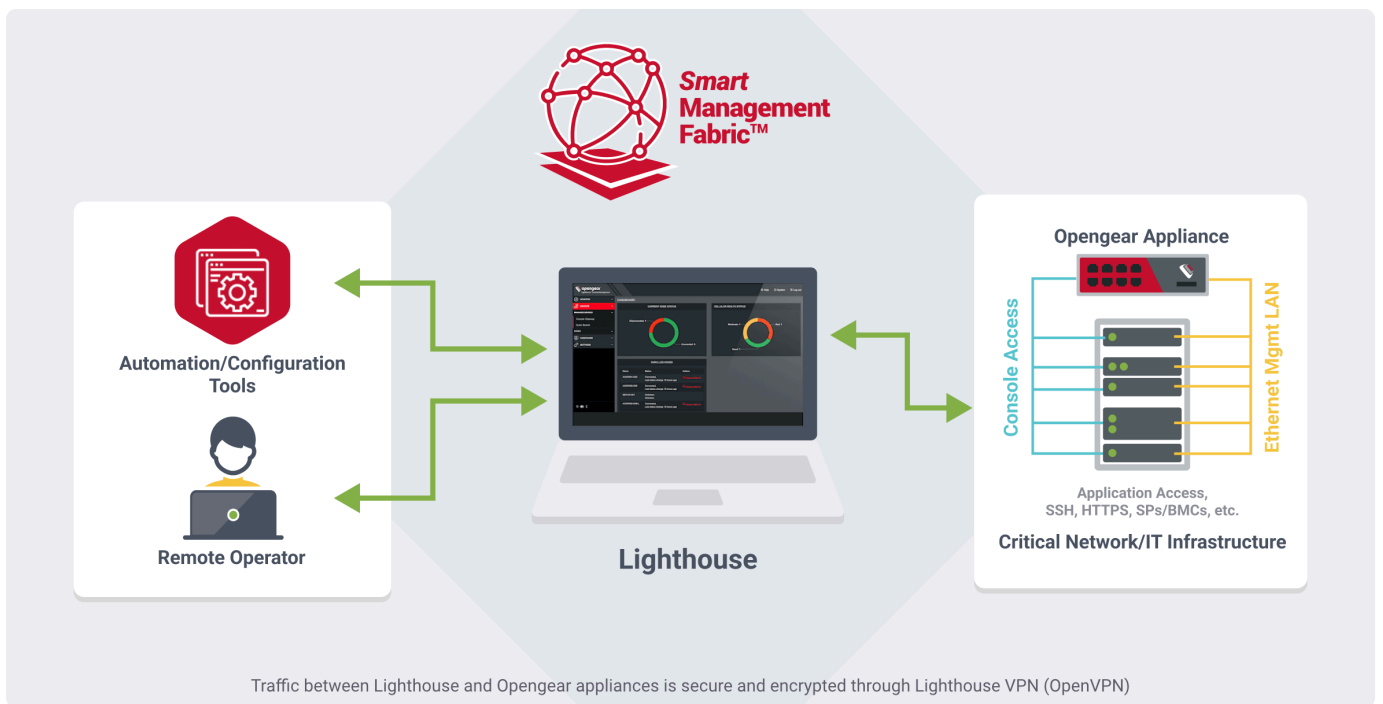 Smart
Management
Fabric™
Automation/Configuration
Tools
Remote Operator
opengear
Lighthouse
Opengear Appliance
Console Access
Ethernet Mgmt LAN
Application Access,
SSH, HTTPS, SPs/BMCs, etc.
Critical Network/IT Infrastructure
Traffic between Lighthouse and Opengear appliances is secure and encrypted through Lighthouse VPN (OpenVPN)